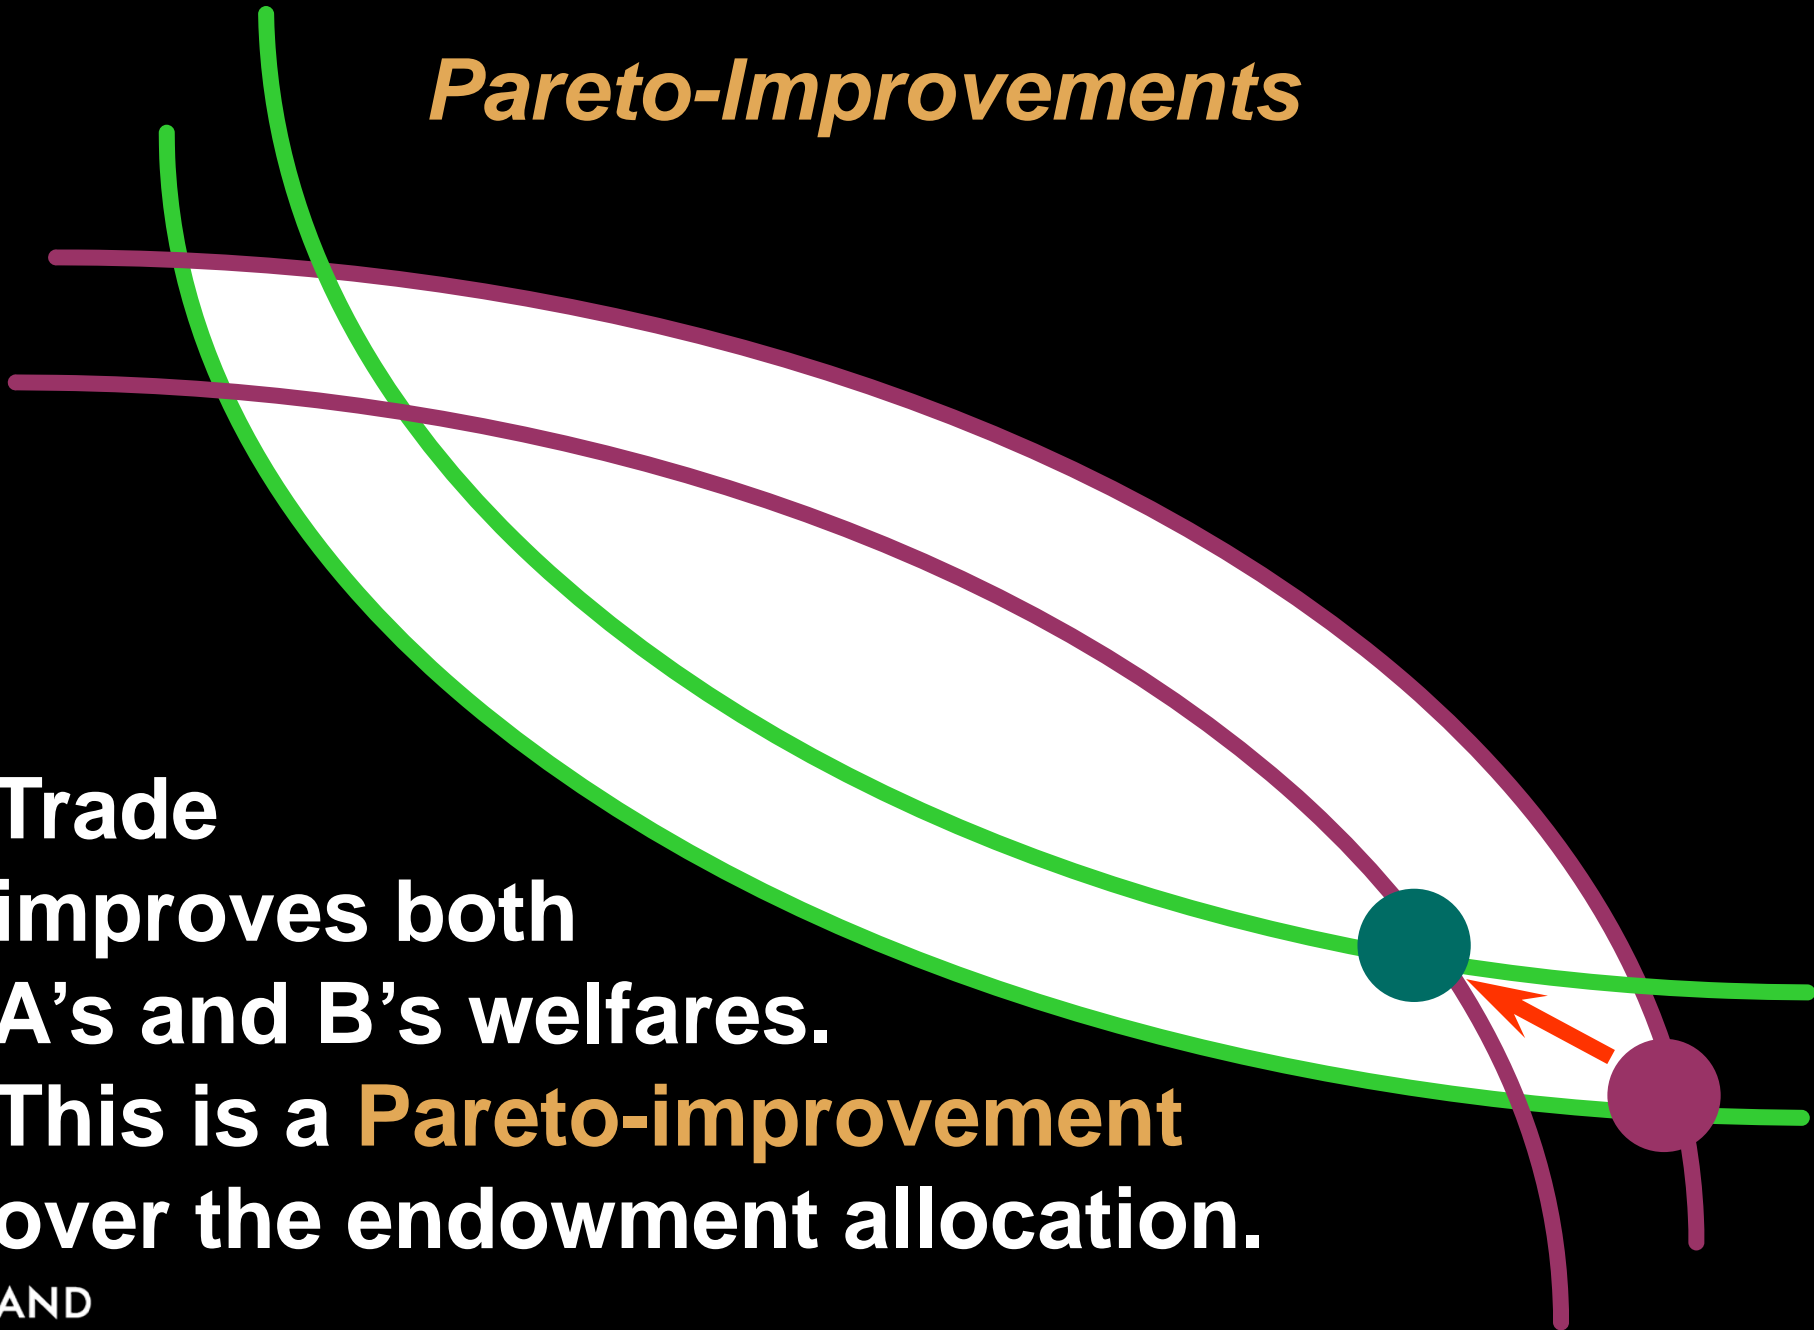 Pareto-Improvements
Trade
improves both
A’s and B’s welfares.
This is a Pareto-improvement
over the endowment allocation.
AND